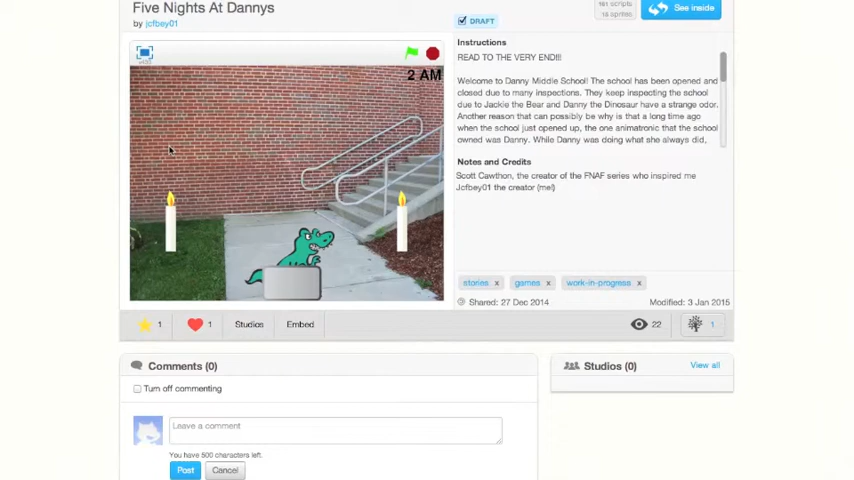 Five Nights At Dannys
by jcfbey01
161 scripts
16 sprites
See inside
DRAFT
2 AM
Instructions
READ TO THE VERY END!!!
Welcome to Danny Middle School! The school has been opened and
closed due to many inspections. They keep inspecting the school
due to Jackie the Bear and Danny the Dinosaur have a strange odor.
Another reason that can possibly be why is that a long time ago
when the school just opened up, the one animatronic that the school
owned was Danny. While Danny was doing what she always did,
Notes and Credits
Scott Cawthon, the creator of the FNAF series who inspired me
Jcfbey01 the creator (me!)
stories x
games x
work-in-progress x
Shared: 27 Dec 2014
Modified: 3 Jan 2015
1
1
Studios
Embed
22
1
Comments (0)
Studios (0)
View all
Turn off commenting
Leave a comment
You have 500 characters left.
Post
Cancel